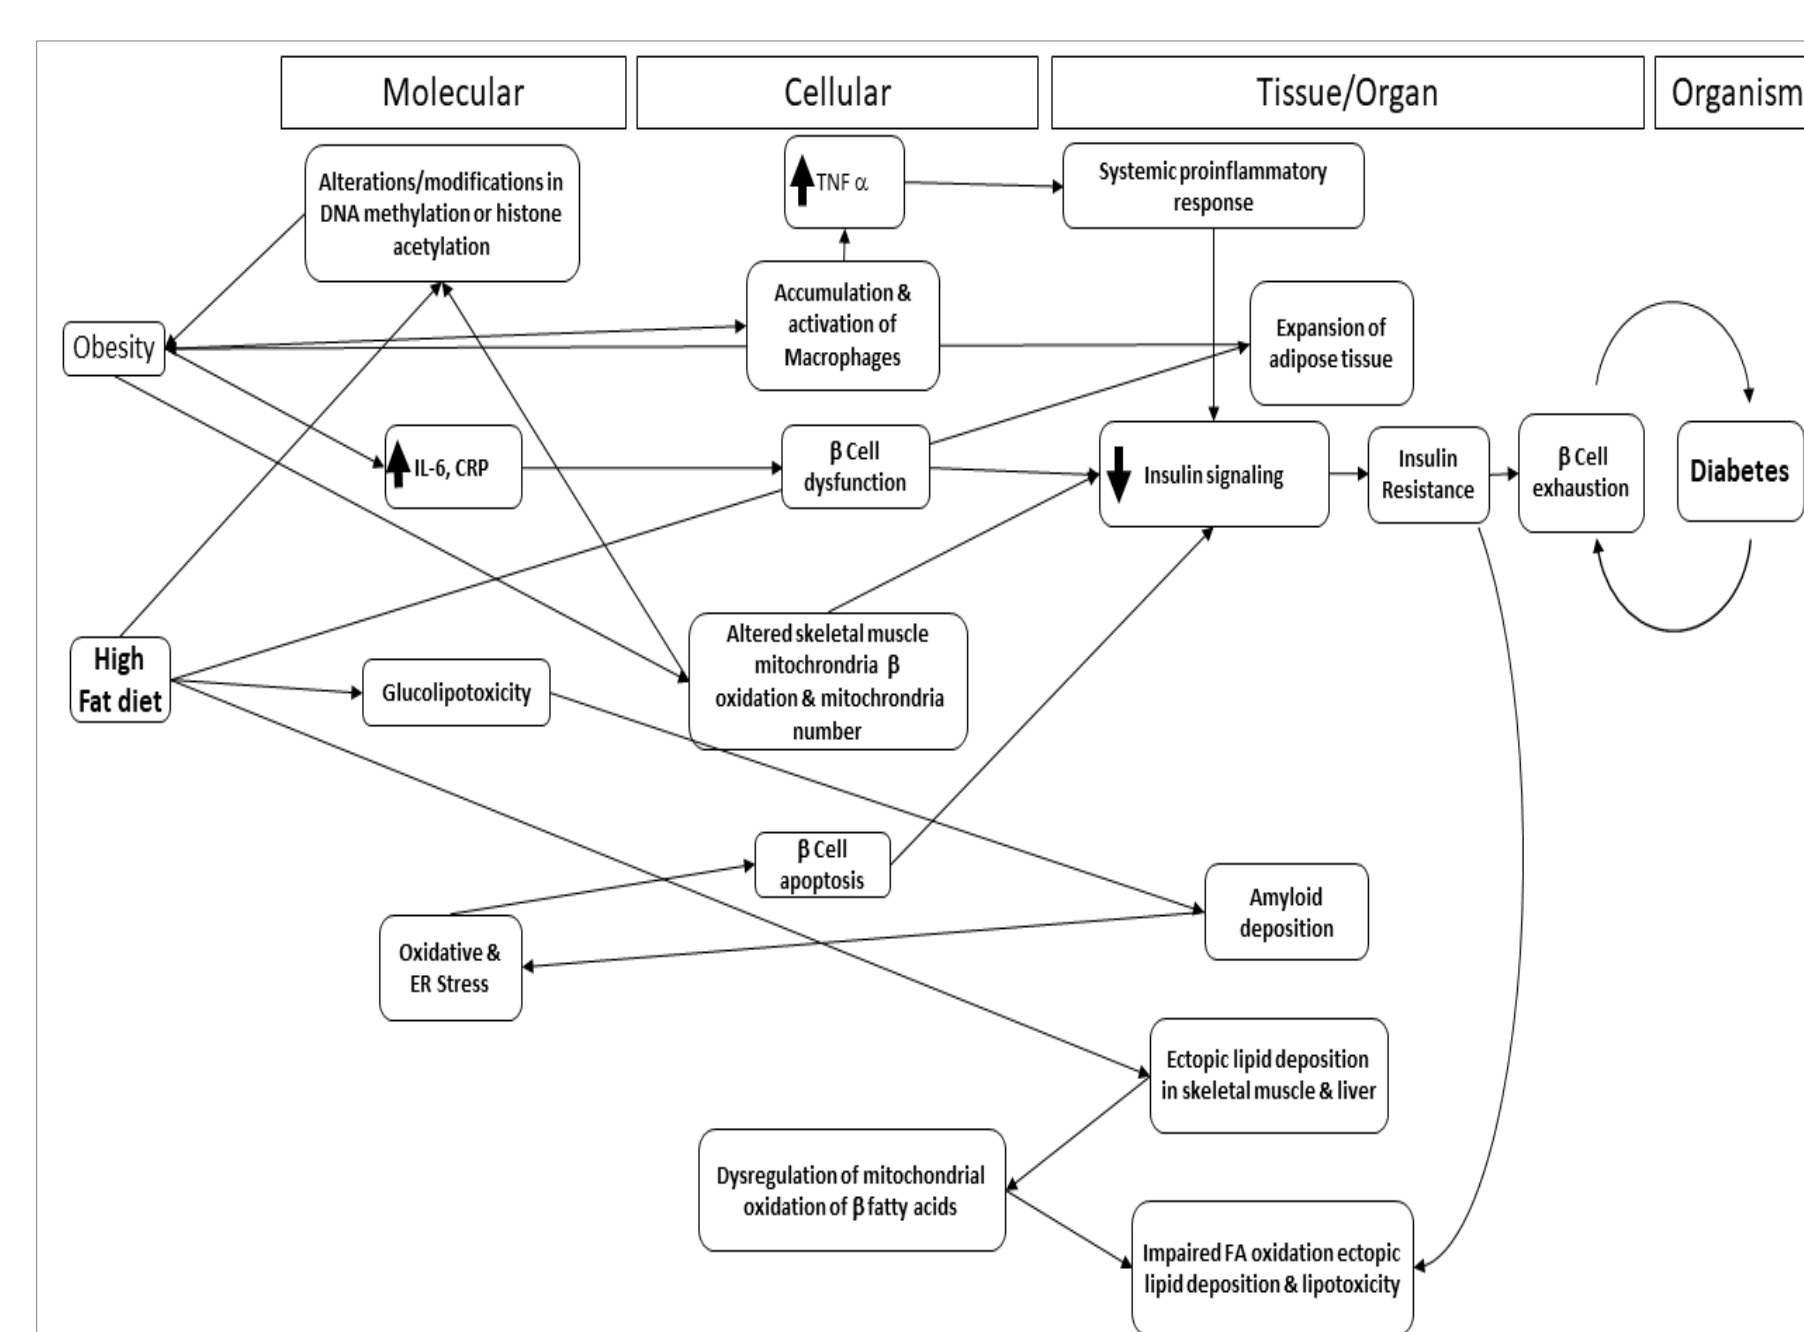 Molecular
Cellular
Tissue/Organ
Organism
Alterations/modifications in
DNA methylation or histone
acetylation
TNF α
Systemic proinflammatory
response
Accumulation &
activation of
Macrophages
Expansion of
adipose tissue
Obesity
IL-6, CRP
β Cell
dysfunction
Insulin signaling
Insulin
Resistance
β Cell
exhaustion
Diabetes
High
Fat diet
Glucolipotoxicity
Altered skeletal muscle
mitochrondria β
oxidation & mitochrondria
number
β Cell
apoptosis
Amyloid
deposition
Oxidative &
ER Stress
Ectopic lipid deposition
in skeletal muscle & liver
Dysregulation of mitochondrial
oxidation of β fatty acids
Impaired FA oxidation ectopic
lipid deposition & lipotoxicity